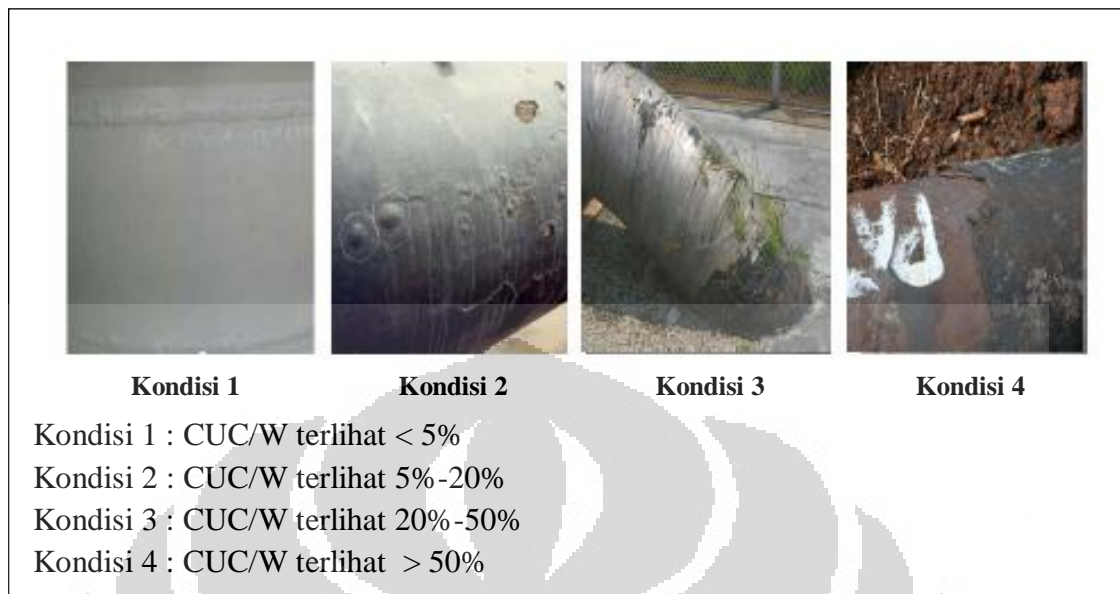 Kondisi 1 Kondisi 2 Kondisi 3 Kondisi 4
Kondisi 1 : CUC/W terlihat < 5%
Kondisi 2 : CUC/W terlihat 5%-20%
Kondisi 3 : CUC/W terlihat 20%-50%
Kondisi 4 : CUC/W terlihat > 50%